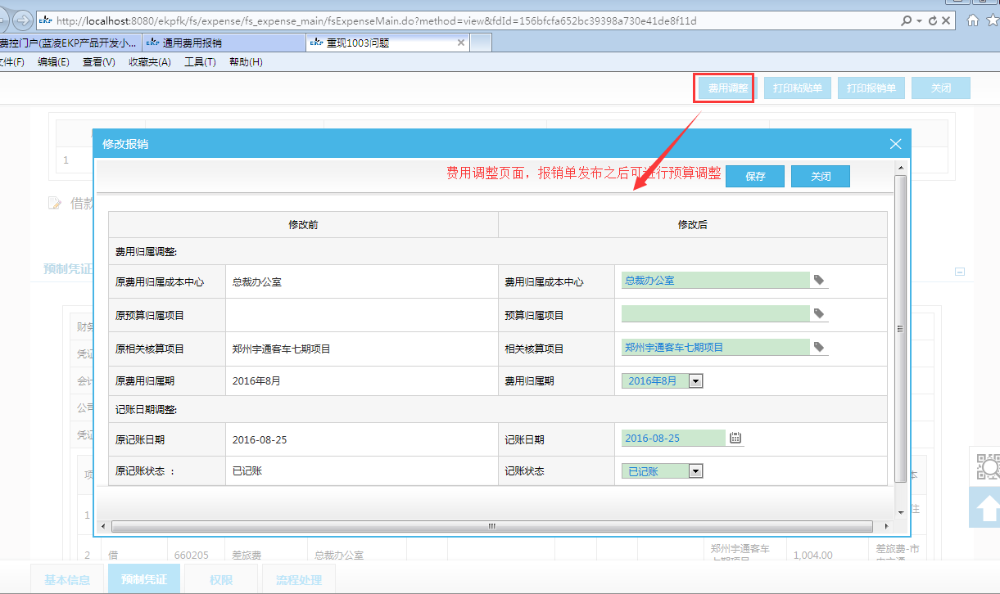 http://localhost:8080/ekpfk/fs/expense/fs_expense_main/fsExpenseMain.do?method=view&fdId=156bfcfa652bc39398a730e41de8f11d
费控门户(蓝凌EKP产品开发小... EKP 通用费用报销 EKP 重现1003问题
文件(F) 编辑(E) 查看(V) 收藏夹(A) 工具(T) 帮助(H)
费用调整 打印粘贴单 打印报销单 关闭
1
修改报销
费用调整页面，报销单发布之后可进行预算调整 保存 关闭
借款
预制凭证
修改前 修改后
费用归属调整:
原费用归属成本中心 总裁办公室 费用归属成本中心 总裁办公室
原预算归属项目 预算归属项目
财务
原相关核算项目 郑州宇通客车七期项目 相关核算项目 郑州宇通客车七期项目
凭证
原费用归属期 2016年8月 费用归属期 2016年8月
会计
记账日期调整:
公司
原记账日期 2016-08-25 记账日期 2016-08-25
凭证
原记账状态 ： 已记账 记账状态 已记账
项 本
1 注
2 借 660205 差旅费 总裁办公室 郑州宇通客车 1,004.00 差旅费-市
基本信息 预制凭证 权限 流程处理